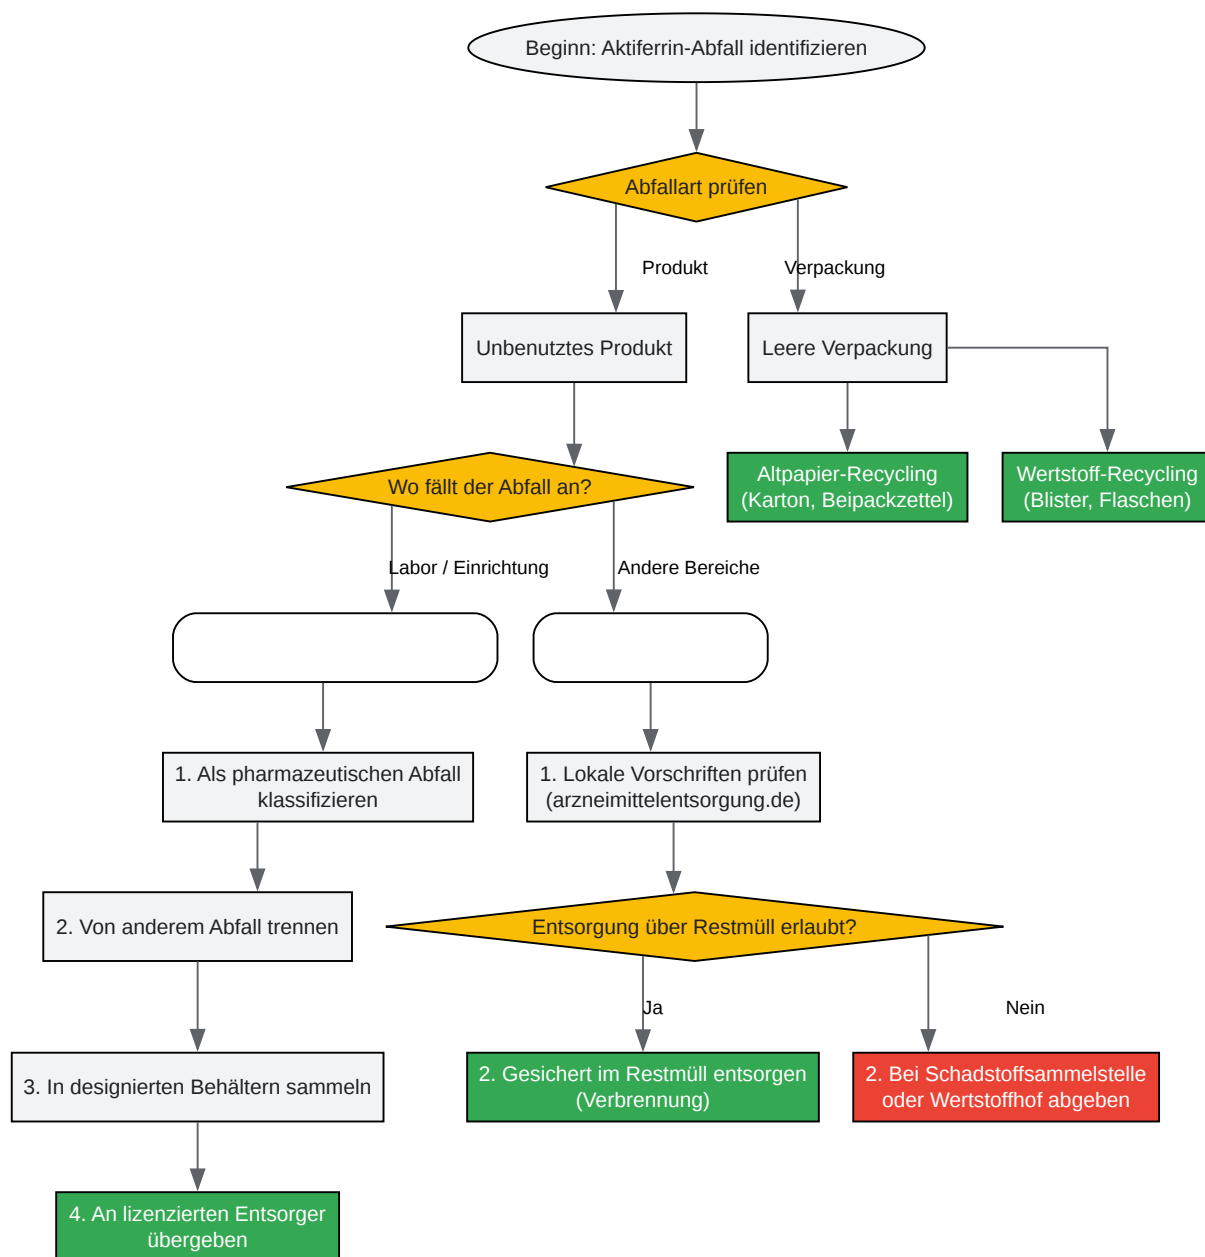 Beginn: Aktiferrin-Abfall identifizieren
Abfallart prüfen
Produkt
Verpackung
Unbenutztes Produkt
Leere Verpackung
Wo fällt der Abfall an?
Altpapier-Recycling
(Karton, Beipackzettel)
Wertstoff-Recycling
(Blister, Flaschen)
Labor / Einrichtung
Andere Bereiche
1. Als pharmazeutischen Abfall
klassifizieren
1. Lokale Vorschriften prüfen
(arzneimittelentsorgung.de)
2. Von anderem Abfall trennen
Entsorgung über Restmüll erlaubt?
Ja
Nein
3. In designierten Behältern sammeln
2. Gesichert im Restmüll entsorgen
(Verbrennung)
2. Bei Schadstoffsammelstelle
oder Wertstoffhof abgeben
4. An lizenzierten Entsorger
übergeben